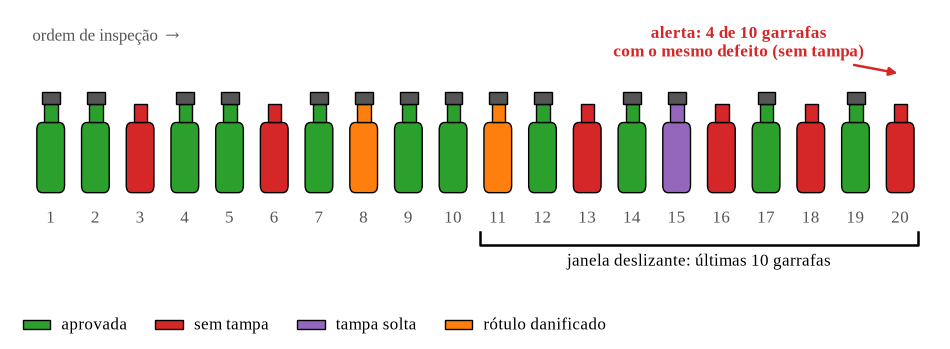 ordem de inspeção →
alerta: 4 de 10 garrafas
com o mesmo defeito (sem tampa)
1 2 3 4 5 6 7 8 9 10 11 12 13 14 15 16 17 18 19 20
janela deslizante: últimas 10 garrafas
aprovada sem tampa tampa solta rótulo danificado